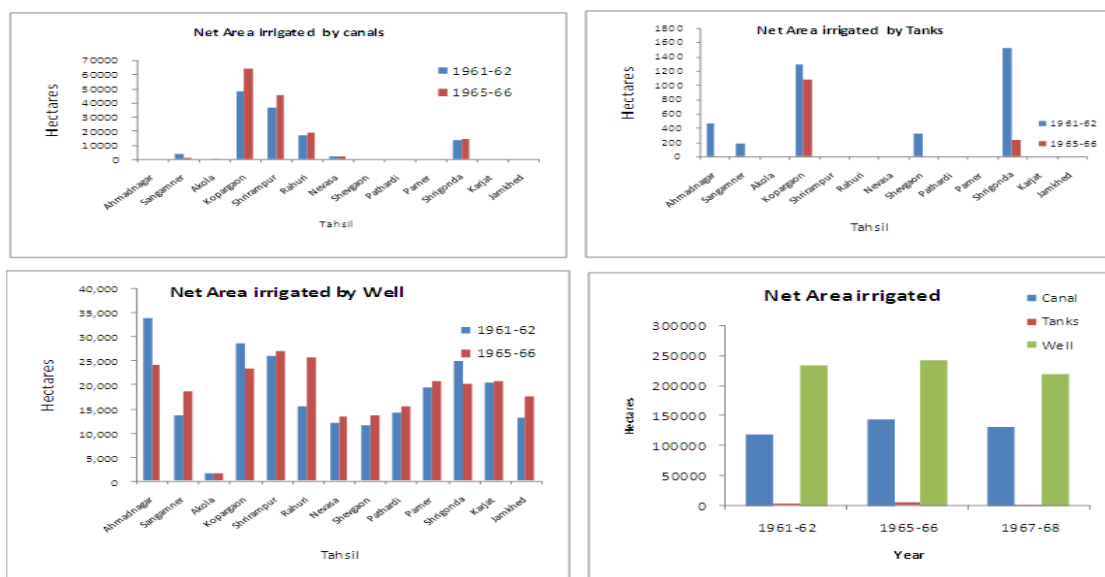 Net Area irrigated by canals
70000
60000
50000
40000
30000
20000
10000
0
Hectares
1961-62
1965-66
Ahmadnagar
Sangamner
Akola
Kopargaon
Shrirampur
Rahuri
Nevasa
Shevgaon
Pathardi
Parner
Shrigonda
Karjat
Jamkhed
Tahsil
Net Area irrigated by Tanks
1800
1600
1400
1200
1000
800
600
400
200
0
Hectares
1961-62
1965-66
Ahmadnagar
Sangamner
Akola
Kopargaon
Shrirampur
Rahuri
Nevasa
Shevgaon
Pathardi
Parner
Shrigonda
Karjat
Jamkhed
Tahsil
Net Area irrigated by Well
40,000
35,000
30,000
25,000
20,000
15,000
10,000
5,000
0
Hectares
1961-62
1965-66
Ahmadnagar
Sangamner
Akola
Kopargaon
Shrirampur
Rahuri
Nevasa
Shevgaon
Pathardi
Parner
Shrigonda
Karjat
Jamkhed
Tahsil
Net Area irrigated
Canal
Tanks
Well
300000
250000
200000
150000
100000
50000
0
Hectares
1961-62
1965-66
1967-68
Year